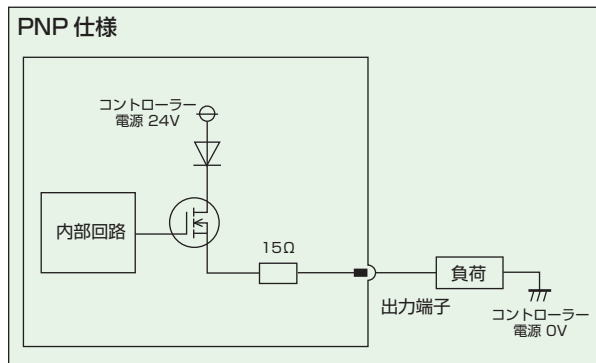 PNP 仕様
コントローラー
電源 24V
内部回路
15Ω
出力端子
負荷
コントローラー
電源 0V